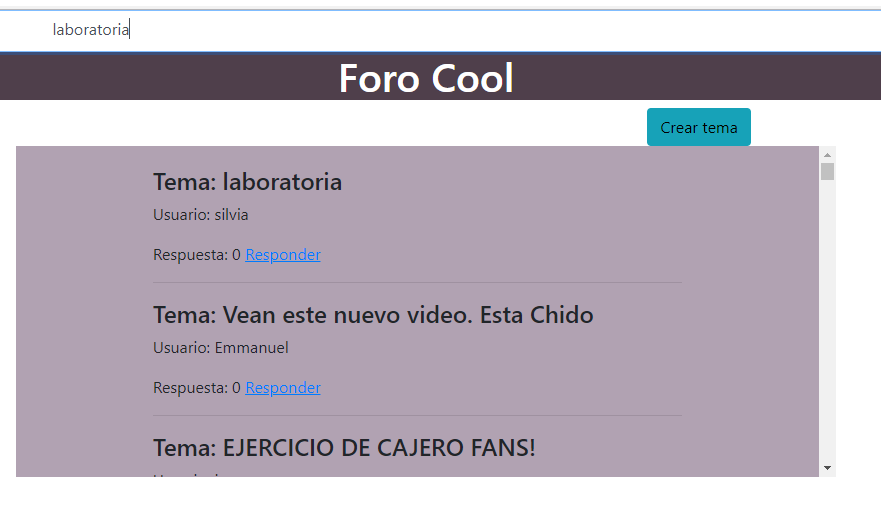 laboratoria
Foro Cool
Crear tema
Tema: laboratoria
Usuario: silvia
Respuesta: 0 Responder
Tema: Vean este nuevo video. Esta Chido
Usuario: Emmanuel
Respuesta: 0 Responder
Tema: EJERCICIO DE CAJERO FANS!